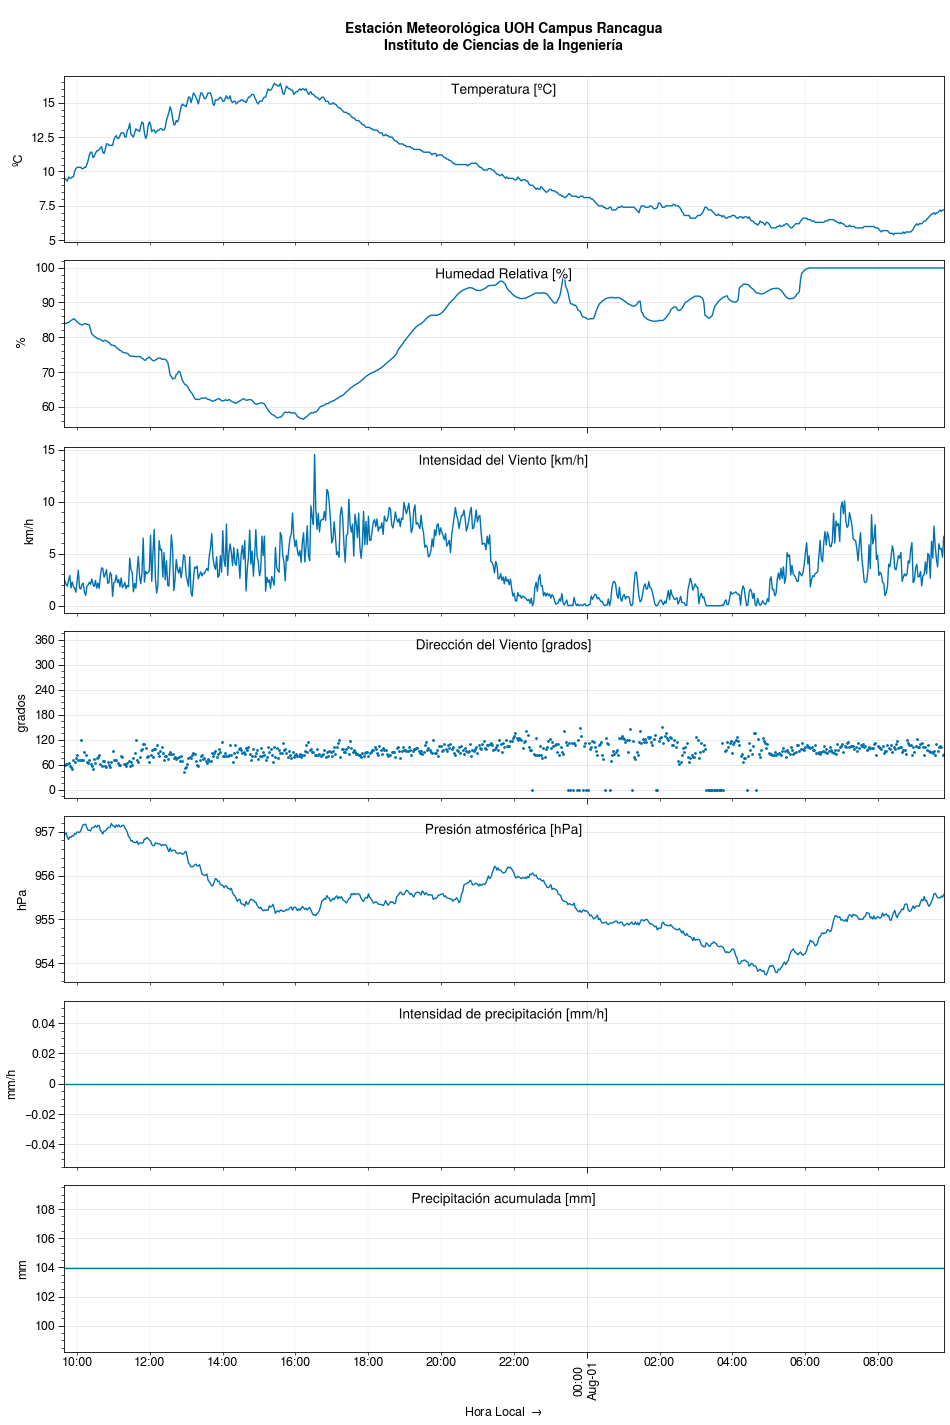 Estación Meteorológica UOH Campus Rancagua
Instituto de Ciencias de la Ingeniería
Temperatura [ºC]
15
12.5
10
7.5
5
ºC
Humedad Relativa [%]
100
90
80
70
60
%
Intensidad del Viento [km/h]
15
10
5
0
km/h
Dirección del Viento [grados]
360
300
240
180
120
60
0
grados
Presión atmosférica [hPa]
957
956
955
954
hPa
Intensidad de precipitación [mm/h]
0.04
0.02
0
−0.02
−0.04
mm/h
Precipitación acumulada [mm]
108
106
104
102
100
mm
10:00 12:00 14:00 16:00 18:00 20:00 22:00 00:00 02:00 04:00 06:00 08:00
Aug-01
Hora Local →